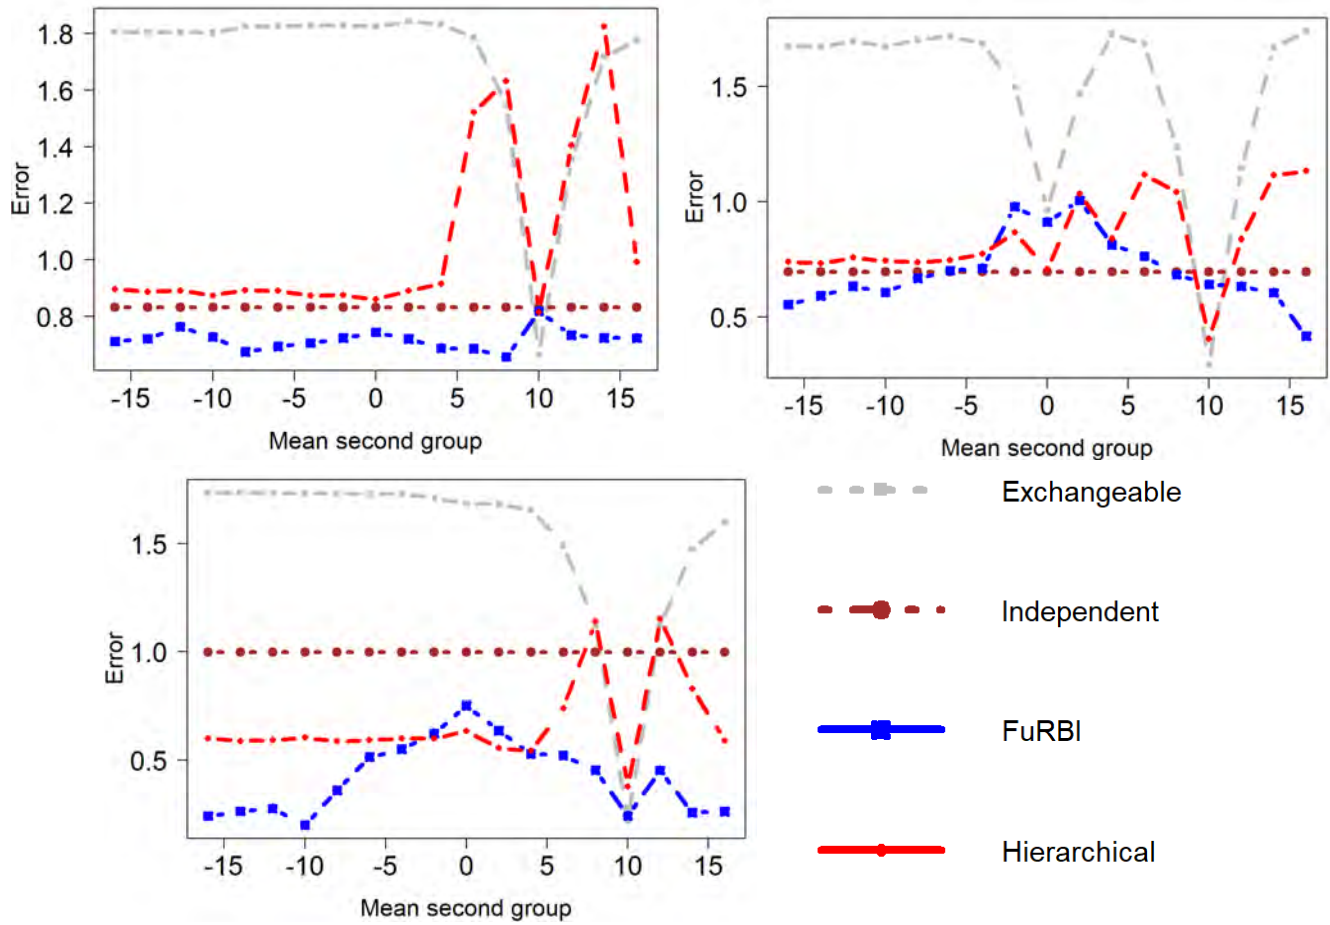 1.8
1.6
1.4
1.2
1.0
0.8
Error
-15 -10 -5 0 5 10 15
Mean second group
1.5
1.0
0.5
Error
-15 -10 -5 0 5 10 15
Mean second group
1.5
1.0
0.5
Error
-15 -10 -5 0 5 10 15
Mean second group
Exchangeable
Independent
FuRBI
Hierarchical